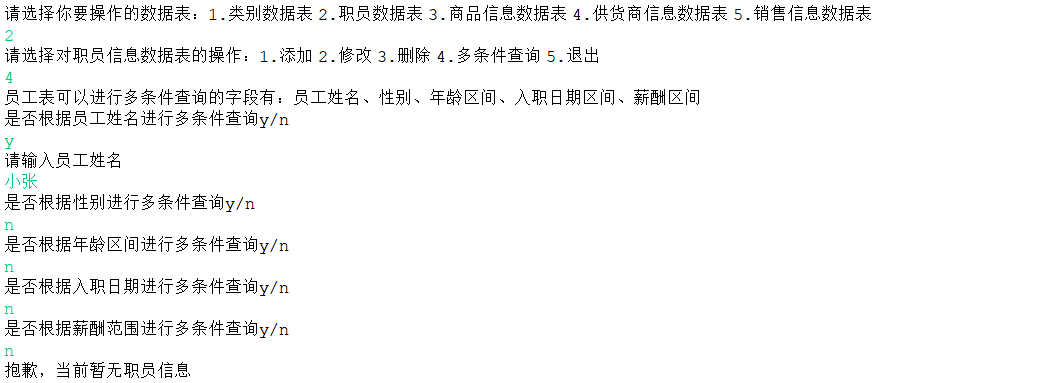 请选择你要操作的数据表：1.类别数据表 2.职员数据表 3.商品信息数据表 4.供货商信息数据表 5.销售信息数据表
2
请选择对职员信息数据表的操作：1.添加 2.修改 3.删除 4.多条件查询 5.退出
4
员工表可以进行多条件查询的字段有：员工姓名、性别、年龄区间、入职日期区间、薪酬区间
是否根据员工姓名进行多条件查询y/n
y
请输入员工姓名
小张
是否根据性别进行多条件查询y/n
n
是否根据年龄区间进行多条件查询y/n
n
是否根据入职日期进行多条件查询y/n
n
是否根据薪酬范围进行多条件查询y/n
n
抱歉，当前暂无职员信息